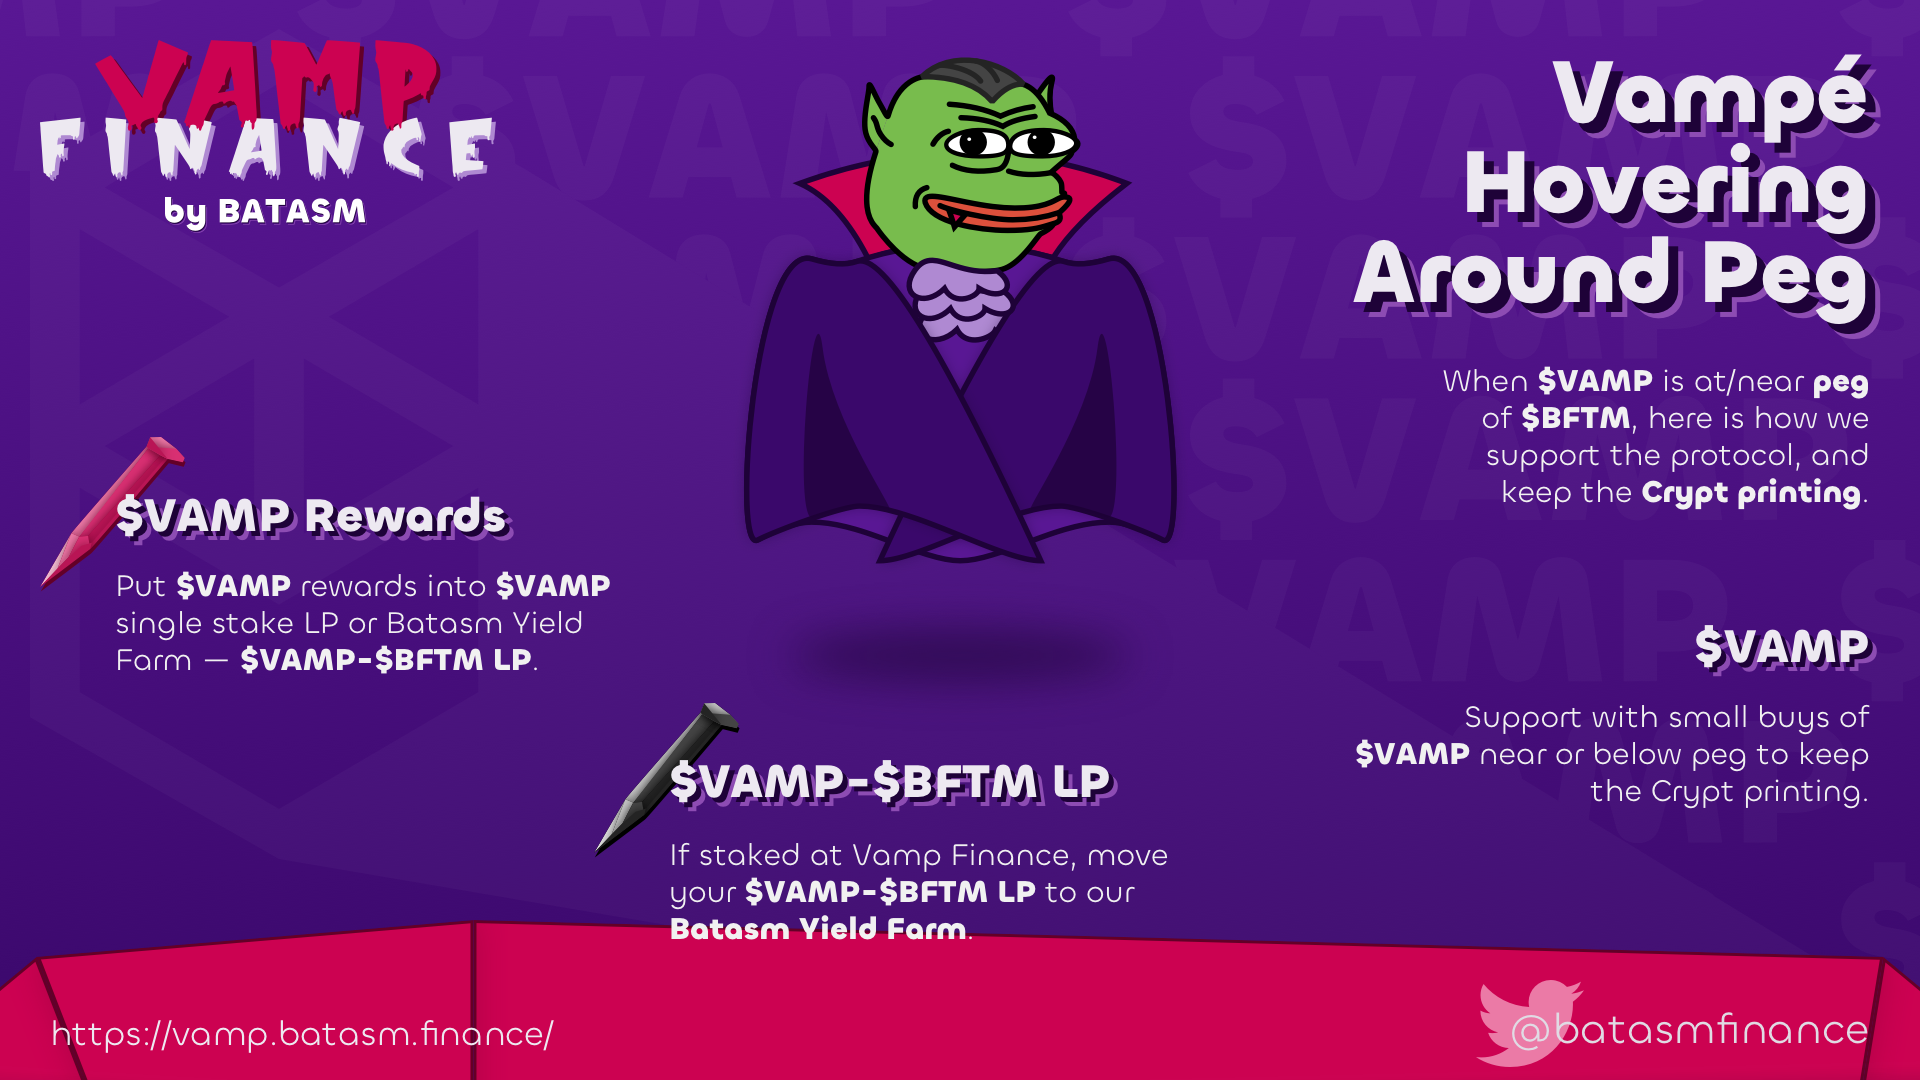 VAMP
FINANCE
by BATASM
Vampé
Hovering
Around Peg
When $VAMP is at/near peg
of $BFTM, here is how we
support the protocol, and
keep the Crypt printing.
$VAMP Rewards
Put $VAMP rewards into $VAMP
single stake LP or Batasm Yield
Farm — $VAMP-$BFTM LP.
$VAMP-$BFTM LP
If staked at Vamp Finance, move
your $VAMP-$BFTM LP to our
Batasm Yield Farm.
$VAMP
Support with small buys of
$VAMP near or below peg to keep
the Crypt printing.
https://vamp.batasm.finance/
@batasmfinance